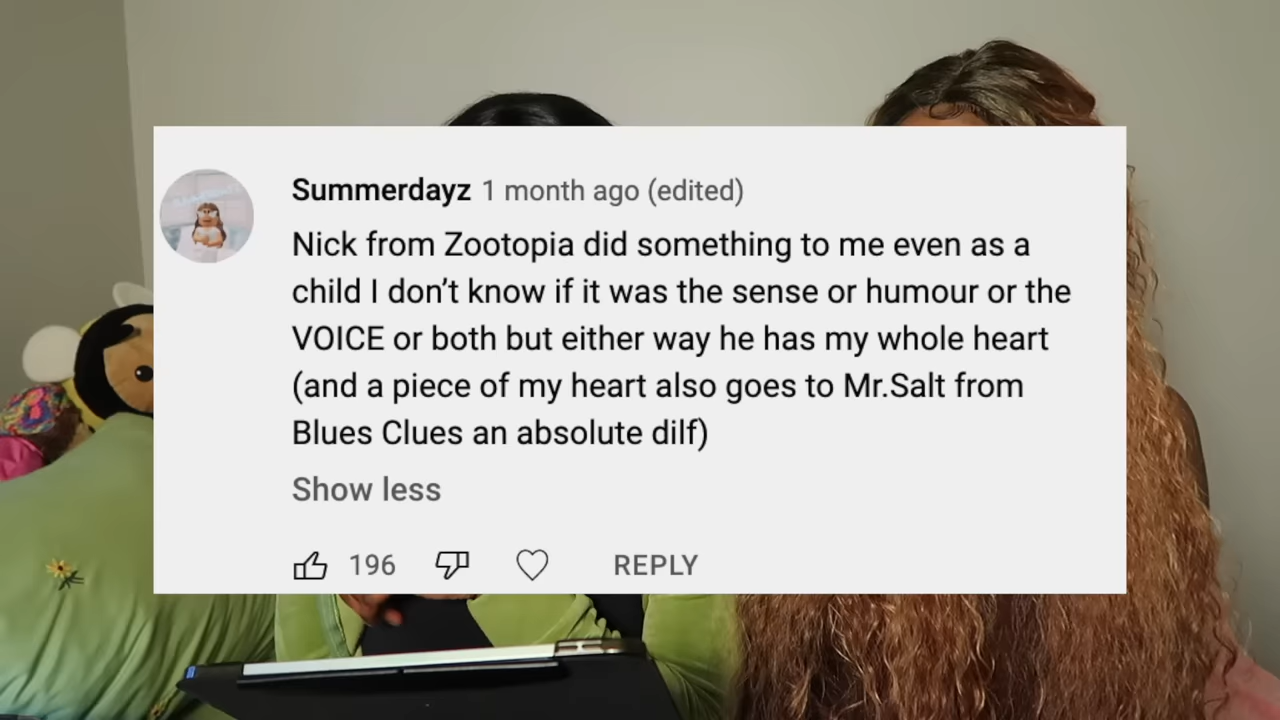 Summerdayz 1 month ago (edited)
Nick from Zootopia did something to me even as a
child I don’t know if it was the sense or humour or the
VOICE or both but either way he has my whole heart
(and a piece of my heart also goes to Mr.Salt from
Blues Clues an absolute dilf)
Show less
196 REPLY